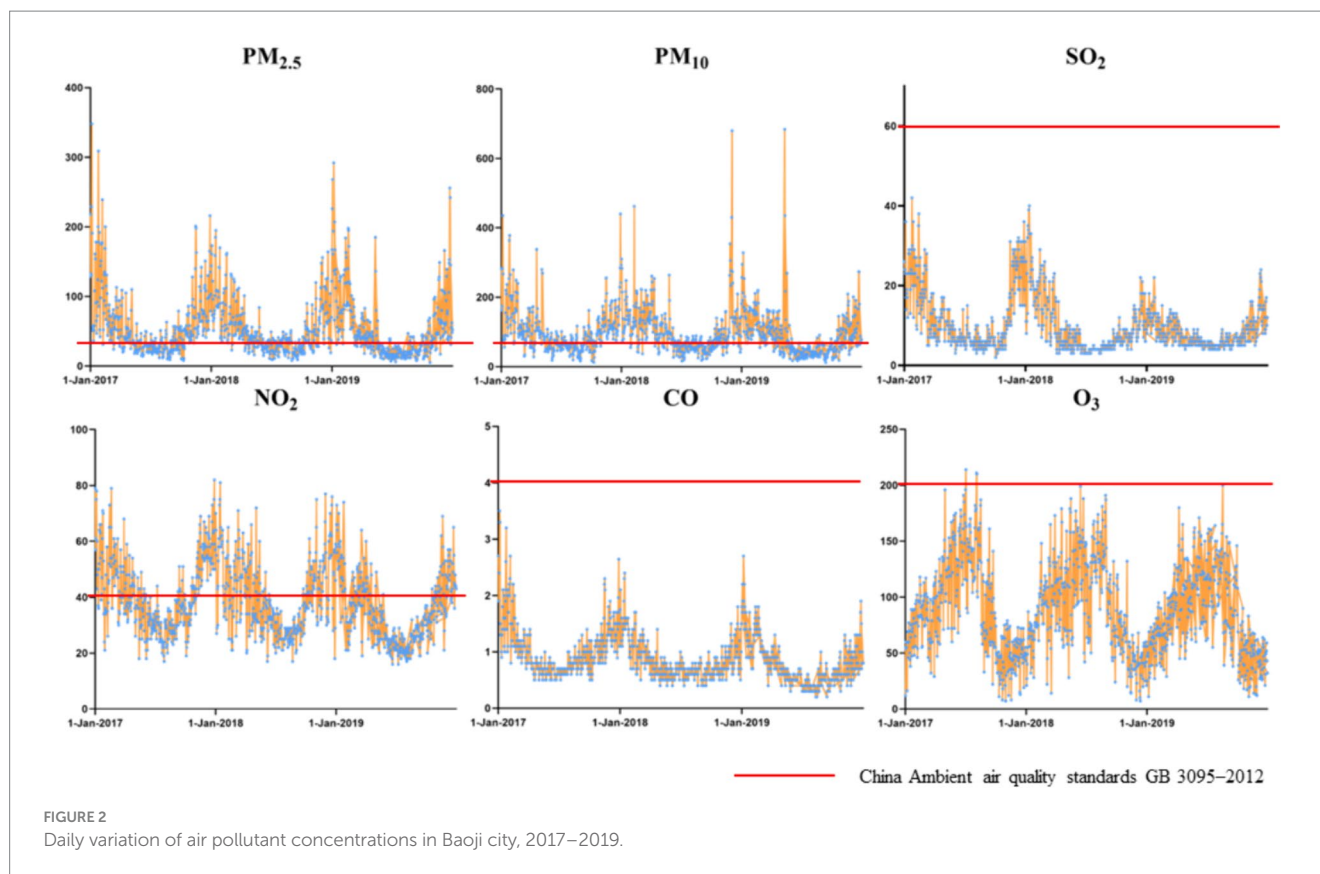 PM2.5
PM10
SO2
400
300
200
100
0
1-Jan-2017
1-Jan-2018
1-Jan-2019
800
600
400
200
0
1-Jan-2017
1-Jan-2018
1-Jan-2019
60
40
20
0
1-Jan-2017
1-Jan-2018
1-Jan-2019
NO2
CO
O3
100
80
60
40
20
0
1-Jan-2017
1-Jan-2018
1-Jan-2019
5
4
3
2
1
0
1-Jan-2017
1-Jan-2018
1-Jan-2019
250
200
150
100
50
0
1-Jan-2017
1-Jan-2018
1-Jan-2019
China Ambient air quality standards GB 3095–2012
FIGURE 2
Daily variation of air pollutant concentrations in Baoji city, 2017–2019.